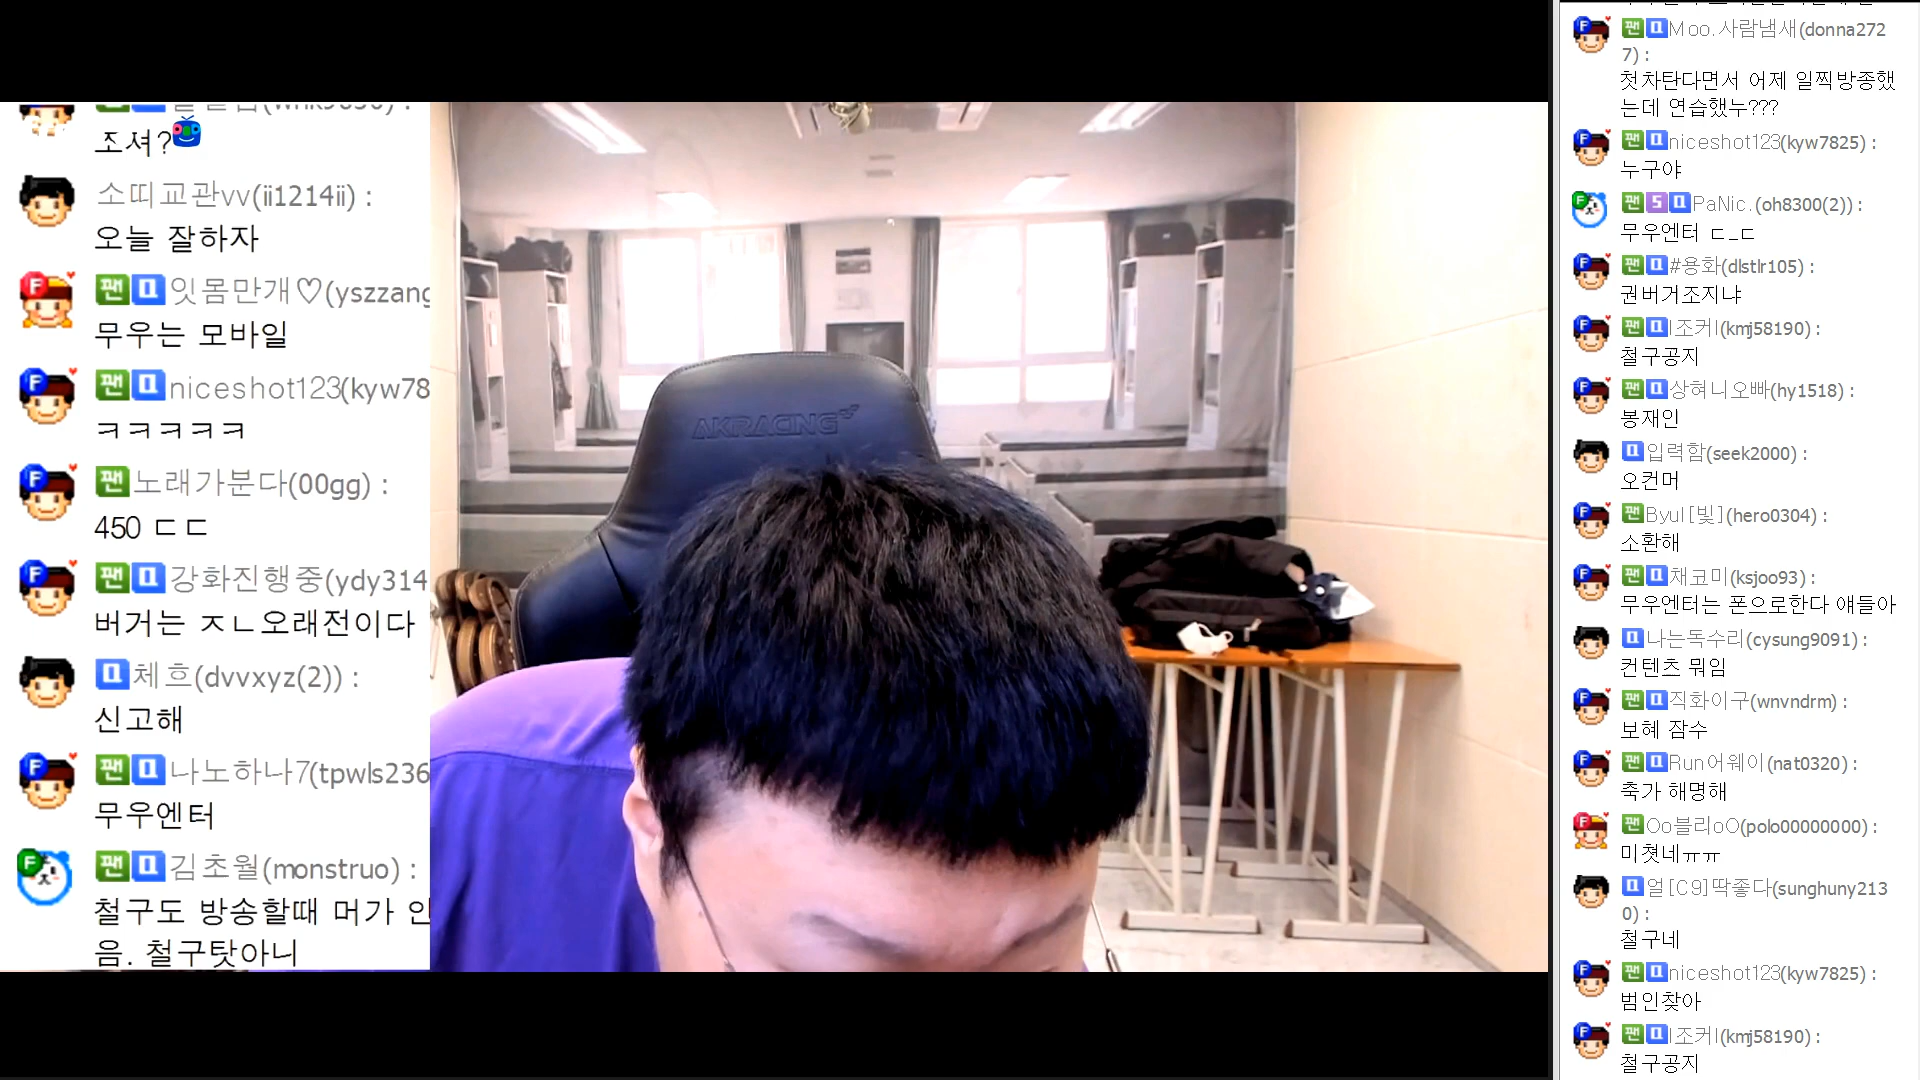 조셔?
소띠교관vv(ii1214ii) :
오늘 잘하자
팬 잇몸만개♡(yszzang
무우는 모바일
팬 niceshot123(kyw78
ㅋㅋㅋㅋㅋ
팬 노래가분다(00gg) :
450 ㄷㄷ
팬 강화진행중(ydy314
버거는 ㅈㄴ오래전이다
체흐(dvvxyz(2)) :
신고해
팬 나노하나7(tpwls236
무우엔터
팬 김초월(monstruo) :
철구도 방송할때 머가 안
음. 철구탓아니
AKRACING
팬 Moo.사람냄새(donna272
7) :
첫차탄다면서 어제 일찍방종했
는데 연습했누???
팬 niceshot123(kyw7825) :
누구야
팬 S PaNic.(oh8300(2)) :
무우엔터 ㄷ_ㄷ
팬 #용화(dlstlr105) :
권버거조지냐
팬 l조커l(kmj58190) :
철구공지
팬 상혀니오빠(hy1518) :
봉재인
입력함(seek2000) :
오컨머
팬 Byul[빛](hero0304) :
소환해
팬 채코미(ksjoo93) :
무우엔터는 폰으로한다 얘들아
나는독수리(cysung9091) :
컨텐츠 뭐임
팬 직화이구(wnvndrm) :
보혜 잠수
팬 Run어웨이(nat0320) :
축가 해명해
팬 Oo블리oO(polo00000000) :
미쳣네ㅠㅠ
얼[C9]딱좋다(sunghuny213
0) :
철구네
팬 niceshot123(kyw7825) :
범인찾아
팬 l조커l(kmj58190) :
철구공지